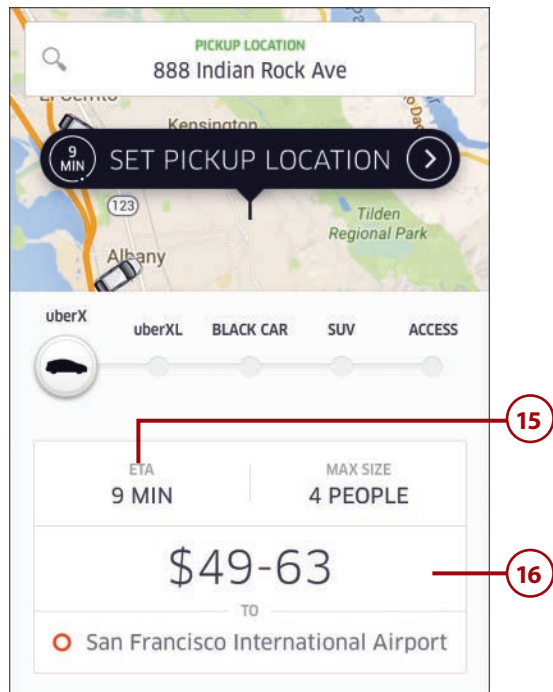 PICKUP LOCATION
888 Indian Rock Ave
El Cerrito
Kensington
9
MIN
SET PICKUP LOCATION
123
Tilden
Regional Park
Albany
uberX
uberXL
BLACK CAR
SUV
ACCESS
15
ETA
MAX SIZE
9 MIN
4 PEOPLE
$49-63
16
TO
San Francisco International Airport